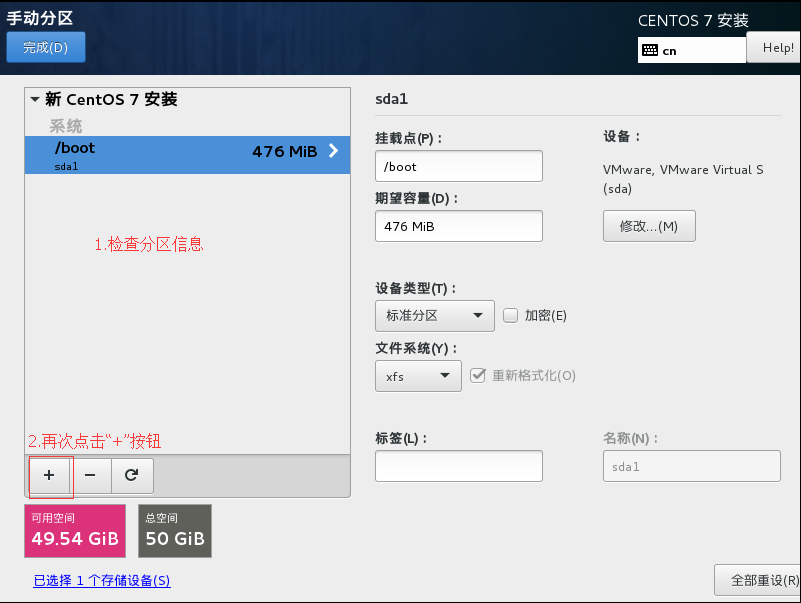 手动分区
CENTOS 7 安装
完成(D)
cn
Help!
新 CentOS 7 安装
系统
/boot
476 MiB
sda1
1.检查分区信息
2.再次点击“+”按钮
+
−
可用空间
49.54 GiB
总空间
50 GiB
已选择 1 个存储设备(S)
sda1
挂载点(P)：
/boot
期望容量(D)：
476 MiB
设备：
VMware, VMware Virtual S
(sda)
修改...(M)
设备类型(T)：
标准分区
加密(E)
文件系统(Y)：
xfs
重新格式化(O)
标签(L)：
名称(N)：
sda1
全部重设(R)